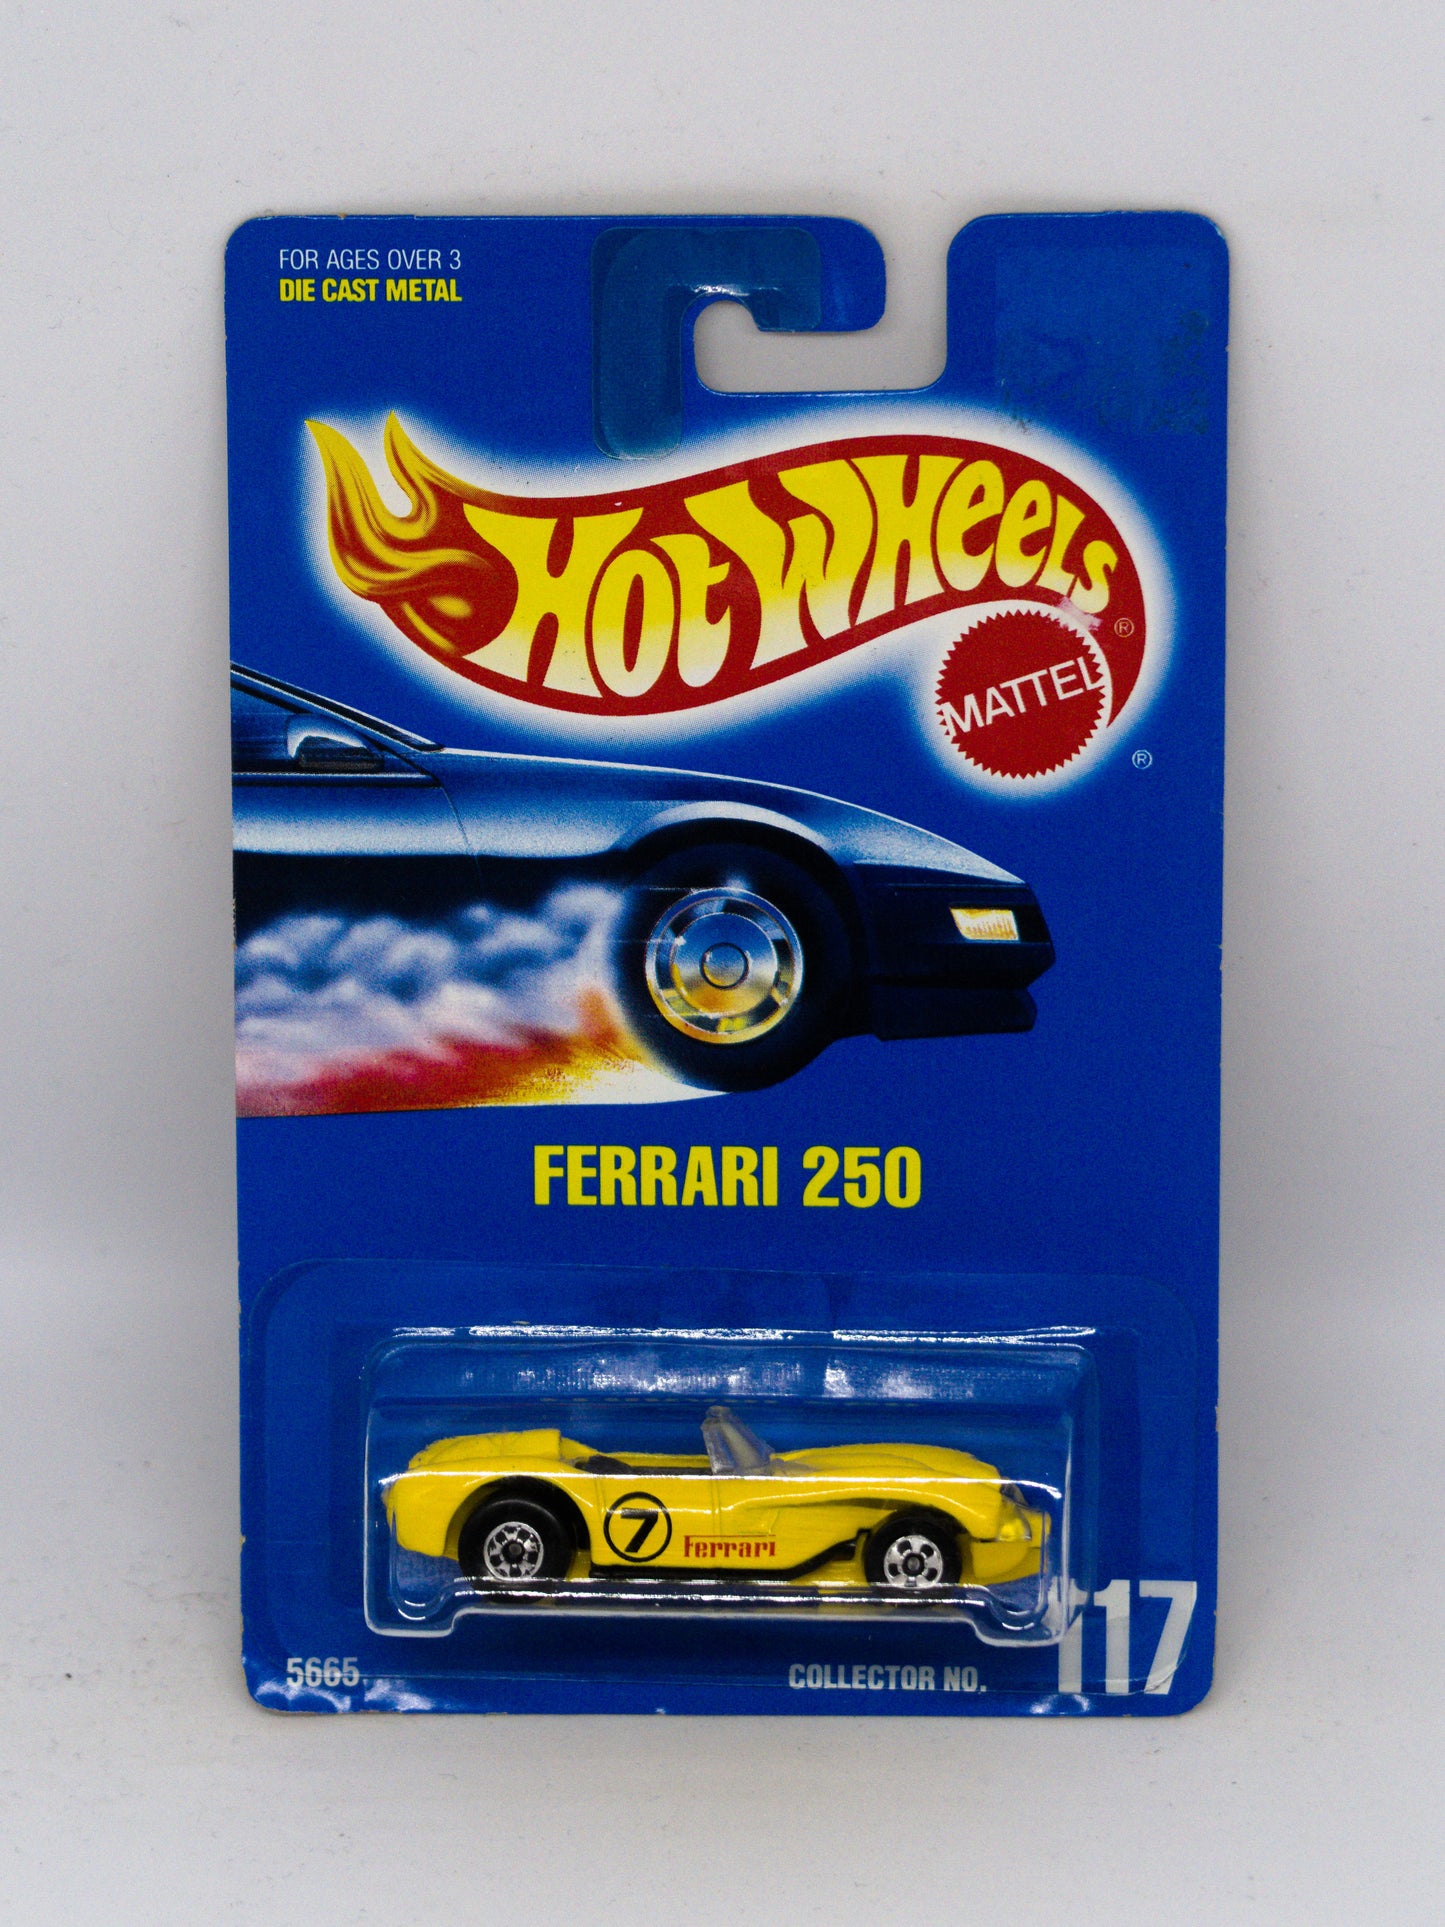 FOR AGES OVER 3
DIE CAST METAL
HOT WHEELS ®
MATTEL
®
FERRARI 250
7
Ferrari
5665
COLLECTOR NO. 117